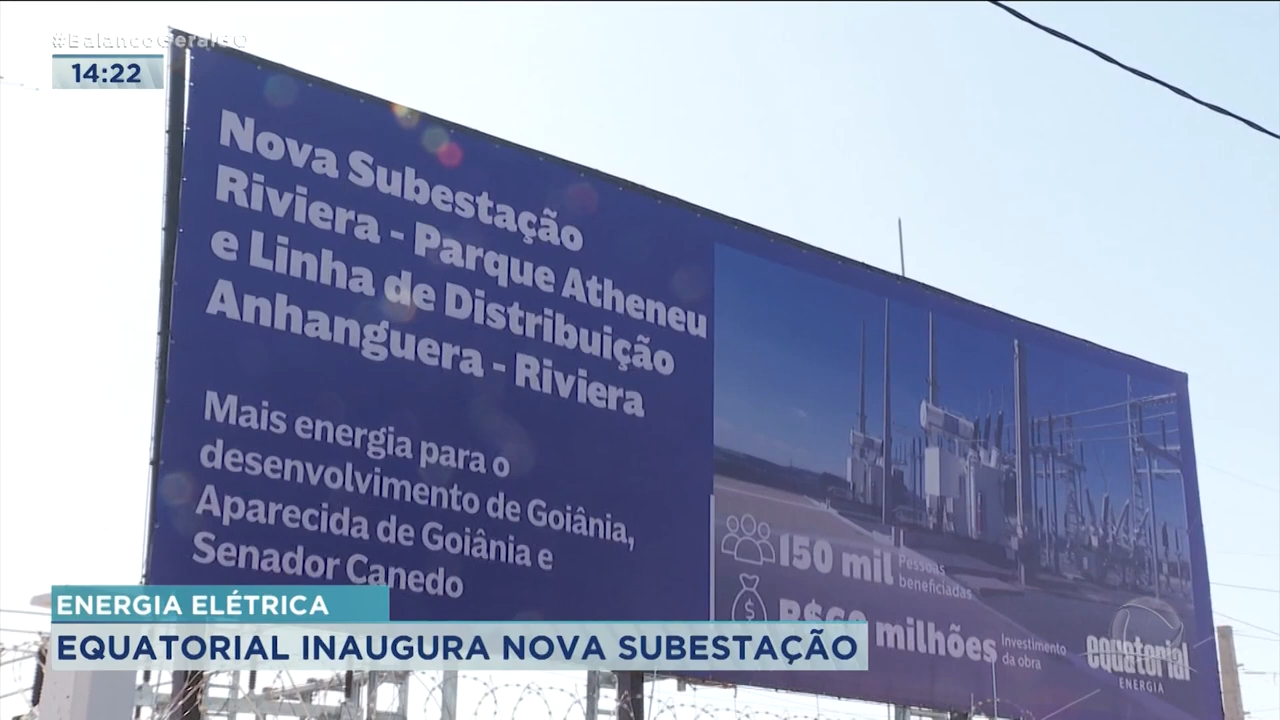 #BalançoGeralGO
14:22
Nova Subestação
Riviera - Parque Atheneu
e Linha de Distribuição
Anhanguera - Riviera
Mais energia para o
desenvolvimento de Goiânia,
Aparecida de Goiânia e
Senador Canedo
150 mil Pessoas
beneficiadas
milhões Investimento
da obra
equatorial
ENERGIA
ENERGIA ELÉTRICA
EQUATORIAL INAUGURA NOVA SUBESTAÇÃO